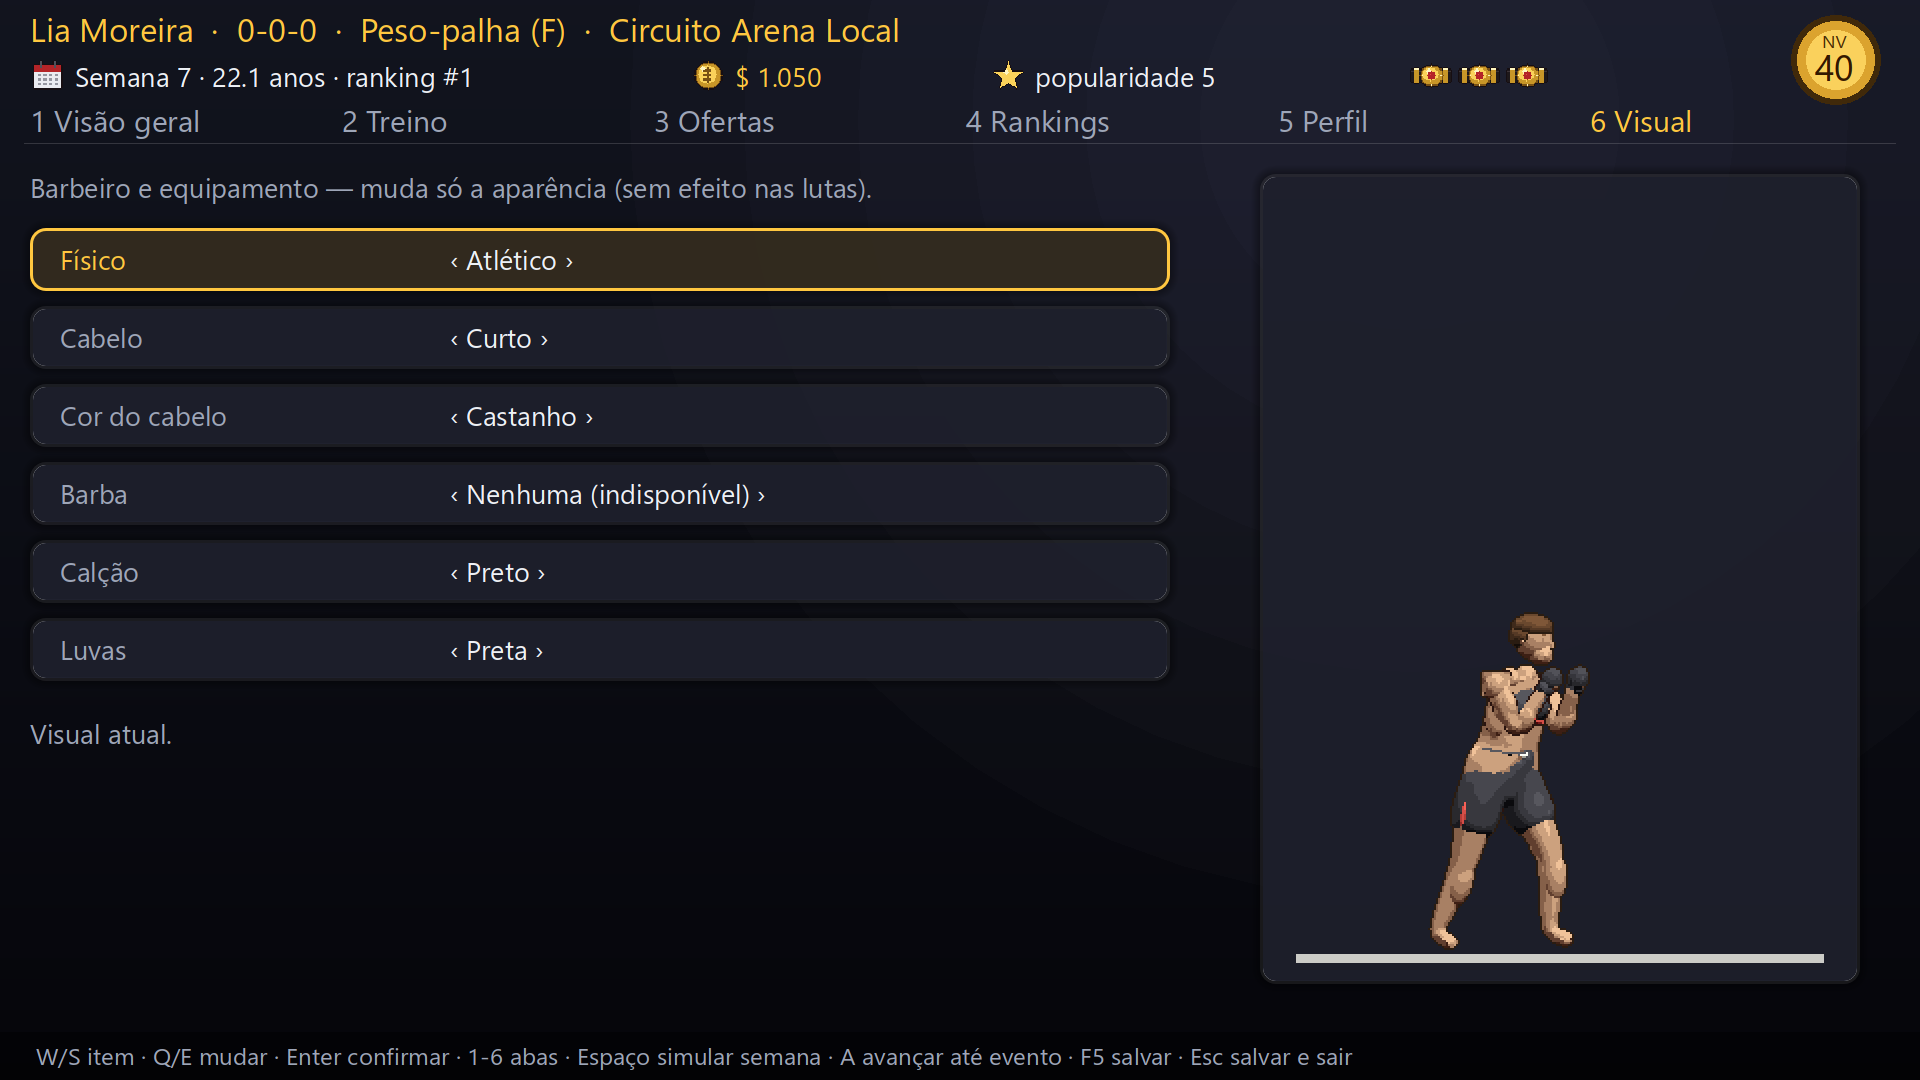 Lia Moreira · 0-0-0 · Peso-palha (F) · Circuito Arena Local
NV
40
Semana 7 · 22.1 anos · ranking #1
$ 1.050
popularidade 5
1 Visão geral
2 Treino
3 Ofertas
4 Rankings
5 Perfil
6 Visual
Barbeiro e equipamento — muda só a aparência (sem efeito nas lutas).
Físico ‹ Atlético ›
Cabelo ‹ Curto ›
Cor do cabelo ‹ Castanho ›
Barba ‹ Nenhuma (indisponível) ›
Calção ‹ Preto ›
Luvas ‹ Preta ›
Visual atual.
W/S item · Q/E mudar · Enter confirmar · 1-6 abas · Espaço simular semana · A avançar até evento · F5 salvar · Esc salvar e sair